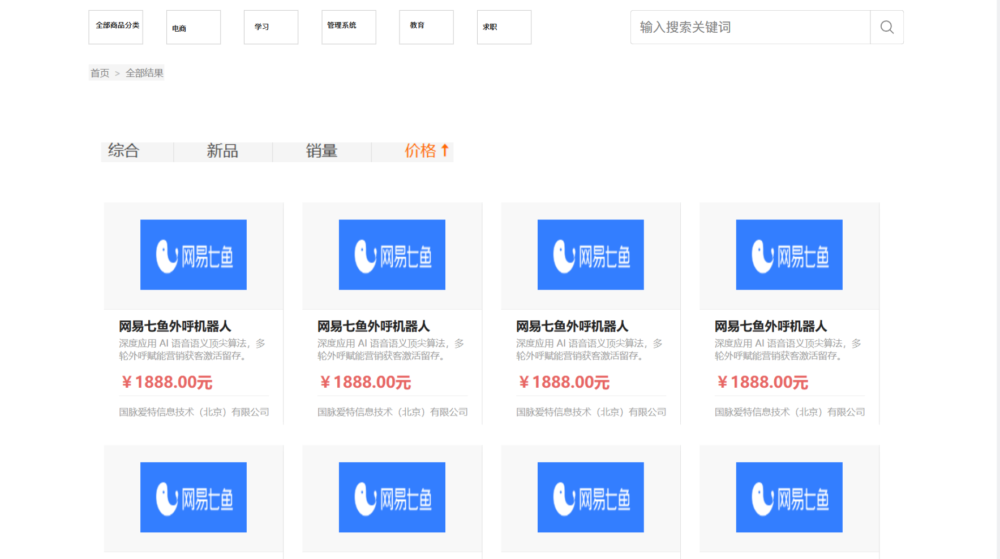 全部商品分类 电商 学习 管理系统 教育 求职 输入搜索关键词
首页 > 全部结果
综合 新品 销量 价格↑
网易七鱼 网易七鱼 网易七鱼 网易七鱼
网易七鱼外呼机器人 网易七鱼外呼机器人 网易七鱼外呼机器人 网易七鱼外呼机器人
深度应用 AI 语音语义顶尖算法，多 深度应用 AI 语音语义顶尖算法，多 深度应用 AI 语音语义顶尖算法，多 深度应用 AI 语音语义顶尖算法，多
轮外呼赋能营销获客激活留存。 轮外呼赋能营销获客激活留存。 轮外呼赋能营销获客激活留存。 轮外呼赋能营销获客激活留存。
￥1888.00元 ￥1888.00元 ￥1888.00元 ￥1888.00元
国脉爱特信息技术（北京）有限公司 国脉爱特信息技术（北京）有限公司 国脉爱特信息技术（北京）有限公司 国脉爱特信息技术（北京）有限公司
网易七鱼 网易七鱼 网易七鱼 网易七鱼